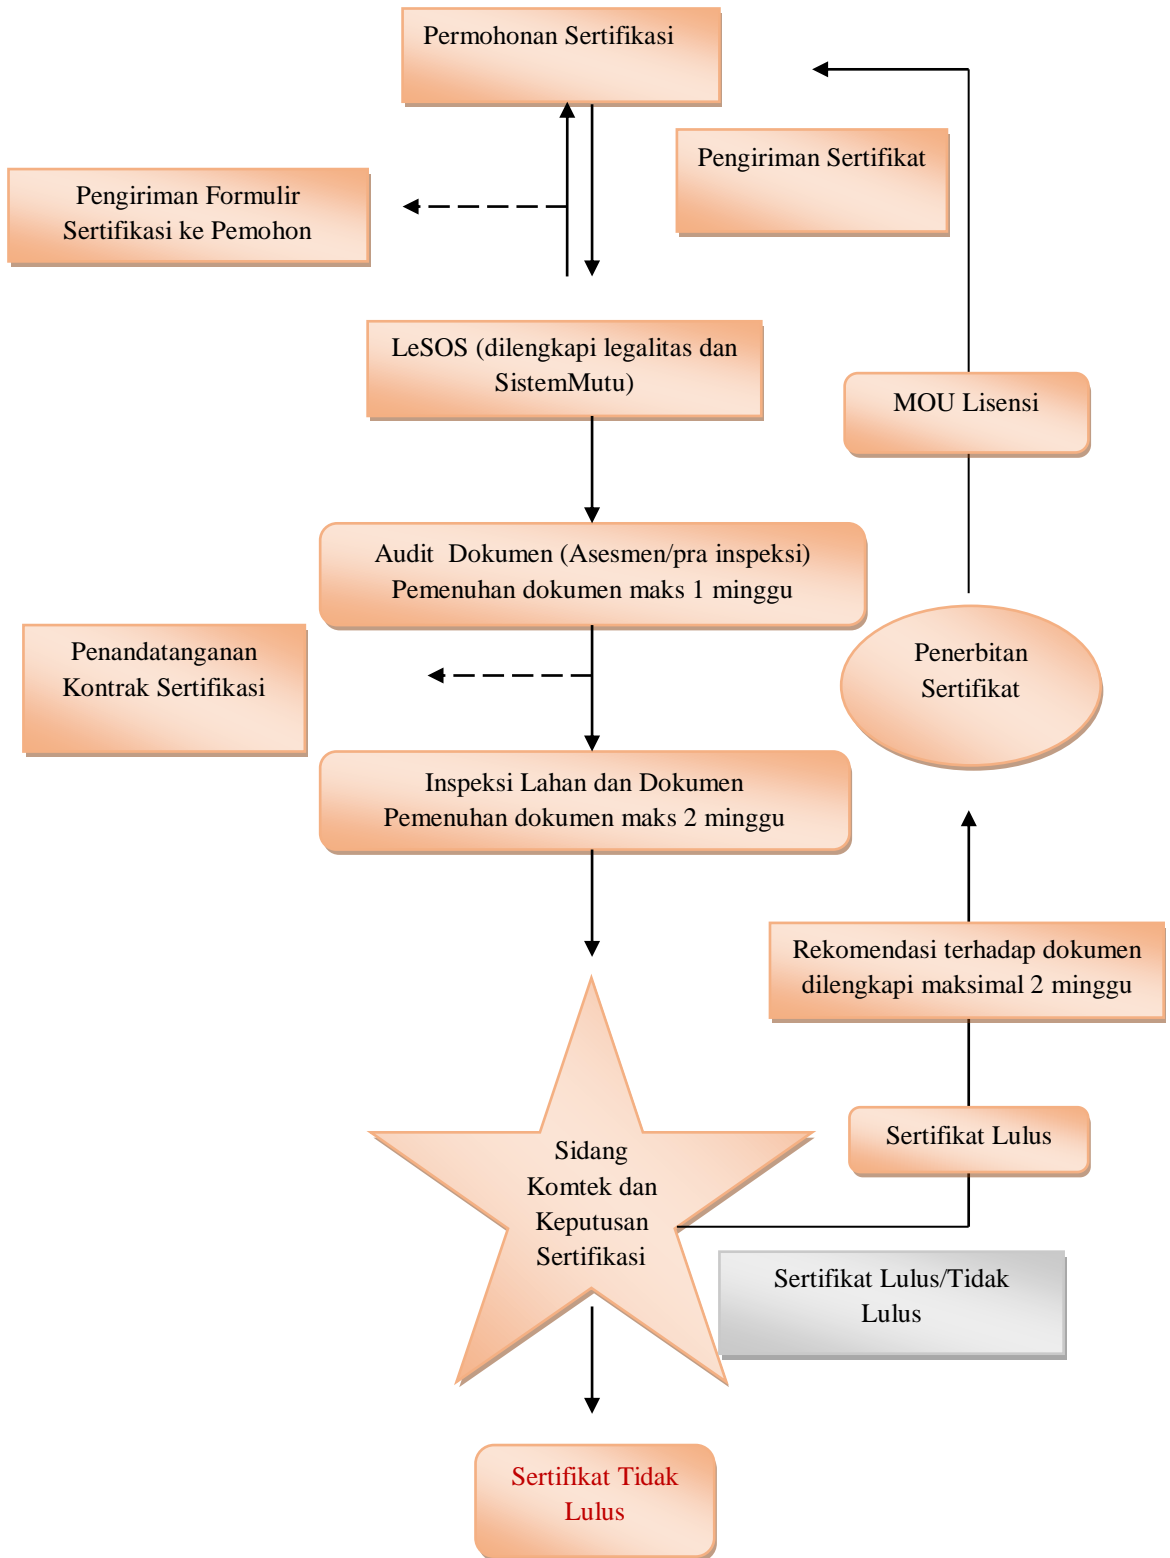 Permohonan Sertifikasi
Pengiriman Sertifikat
Pengiriman Formulir
Sertifikasi ke Pemohon
LeSOS (dilengkapi legalitas dan
SistemMutu)
MOU Lisensi
Audit Dokumen (Asesmen/pra inspeksi)
Pemenuhan dokumen maks 1 minggu
Penandatanganan
Kontrak Sertifikasi
Penerbitan
Sertifikat
Inspeksi Lahan dan Dokumen
Pemenuhan dokumen maks 2 minggu
Rekomendasi terhadap dokumen
dilengkapi maksimal 2 minggu
Sertifikat Lulus
Sidang
Komtek dan
Keputusan
Sertifikasi
Sertifikat Lulus/Tidak
Lulus
Sertifikat Tidak
Lulus